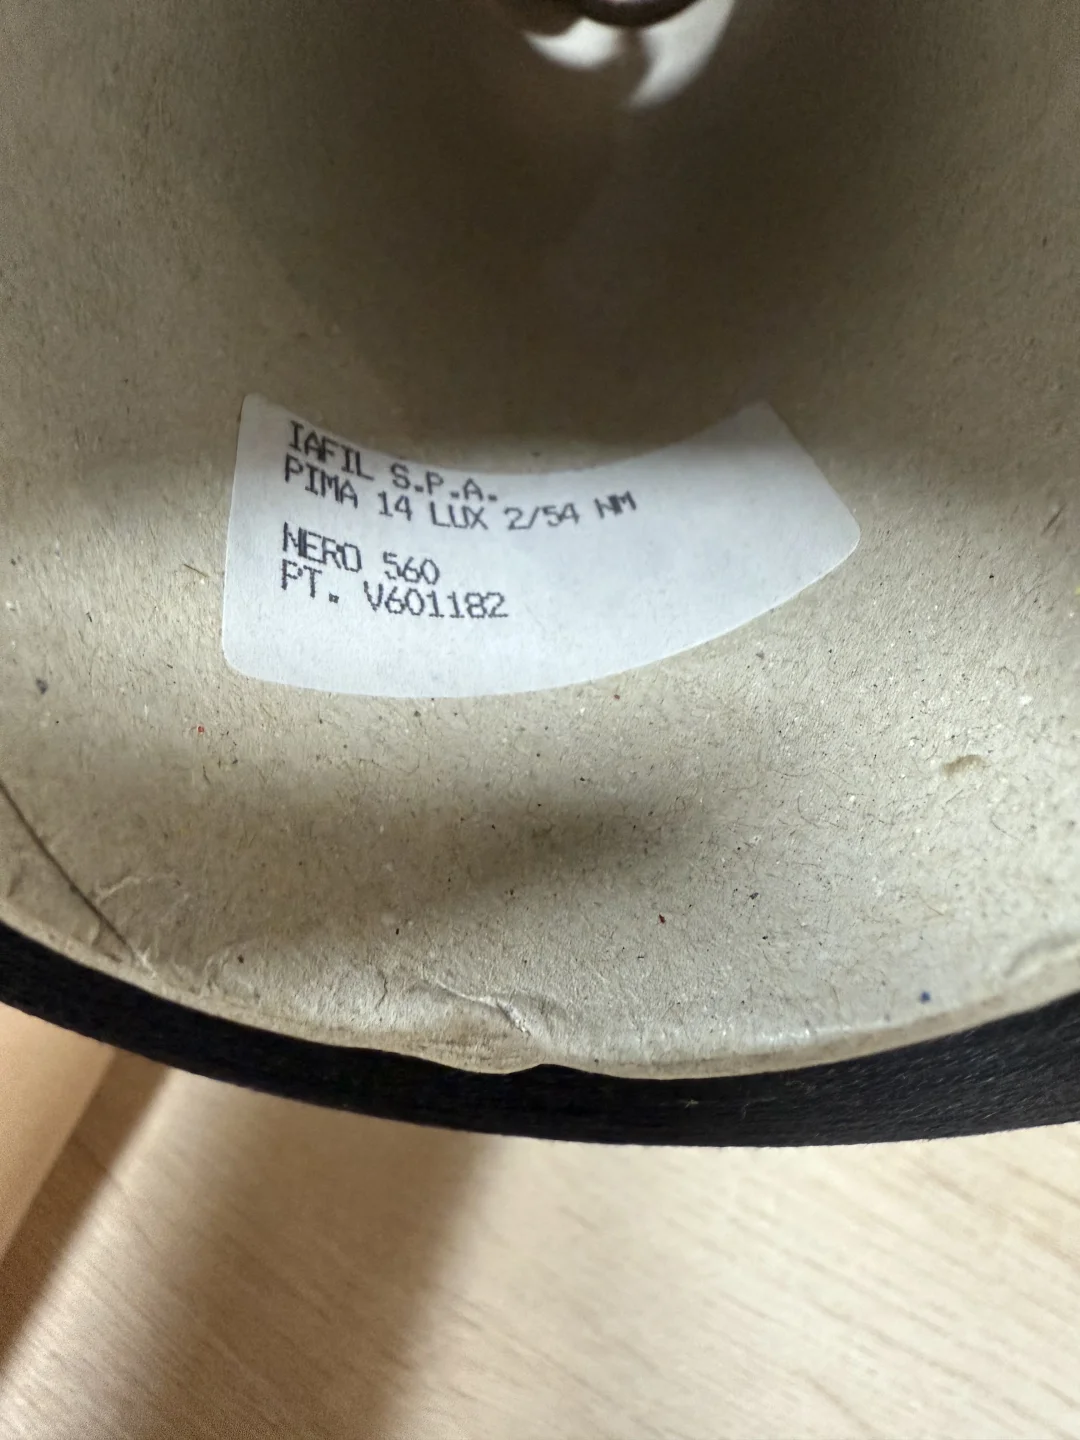 IAFIL S.P.A.
PIMA 14 LUX 2/54 NM
NERO 560
PT. V601182